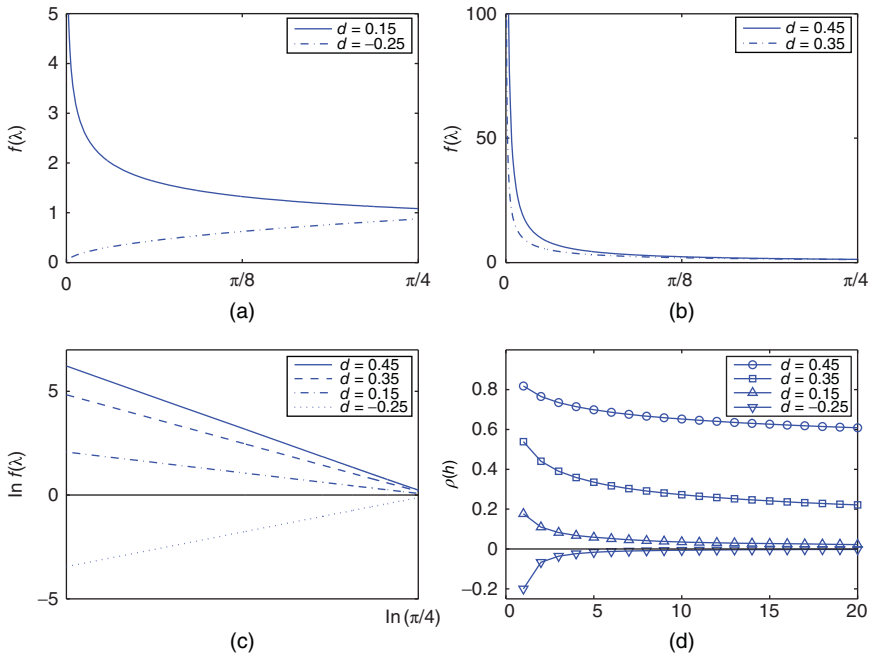 5
4
3
2
1
0
f(λ)
d = 0.15
d = −0.25
0
π/8
π/4
(a)
100
50
0
f(λ)
d = 0.45
d = 0.35
0
π/8
π/4
(b)
5
0
−5
ln f(λ)
d = 0.45
d = 0.35
d = 0.15
d = −0.25
ln (π/4)
(c)
0.8
0.6
0.4
0.2
0
−0.2
ρ(h)
d = 0.45
d = 0.35
d = 0.15
d = −0.25
0
5
10
15
20
(d)